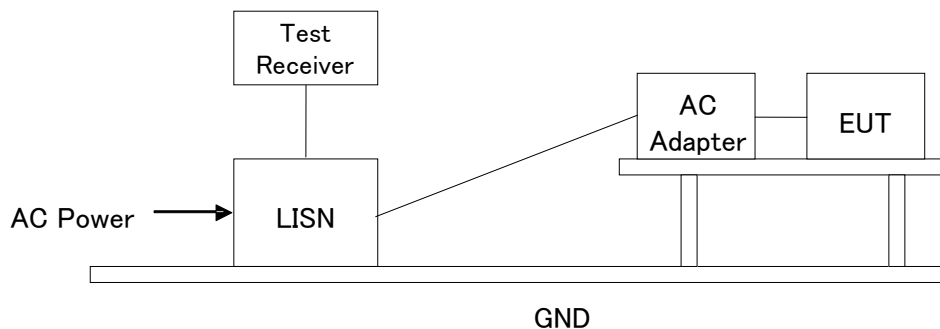 Test
Receiver
AC
Adapter
EUT
AC Power
LISN
GND